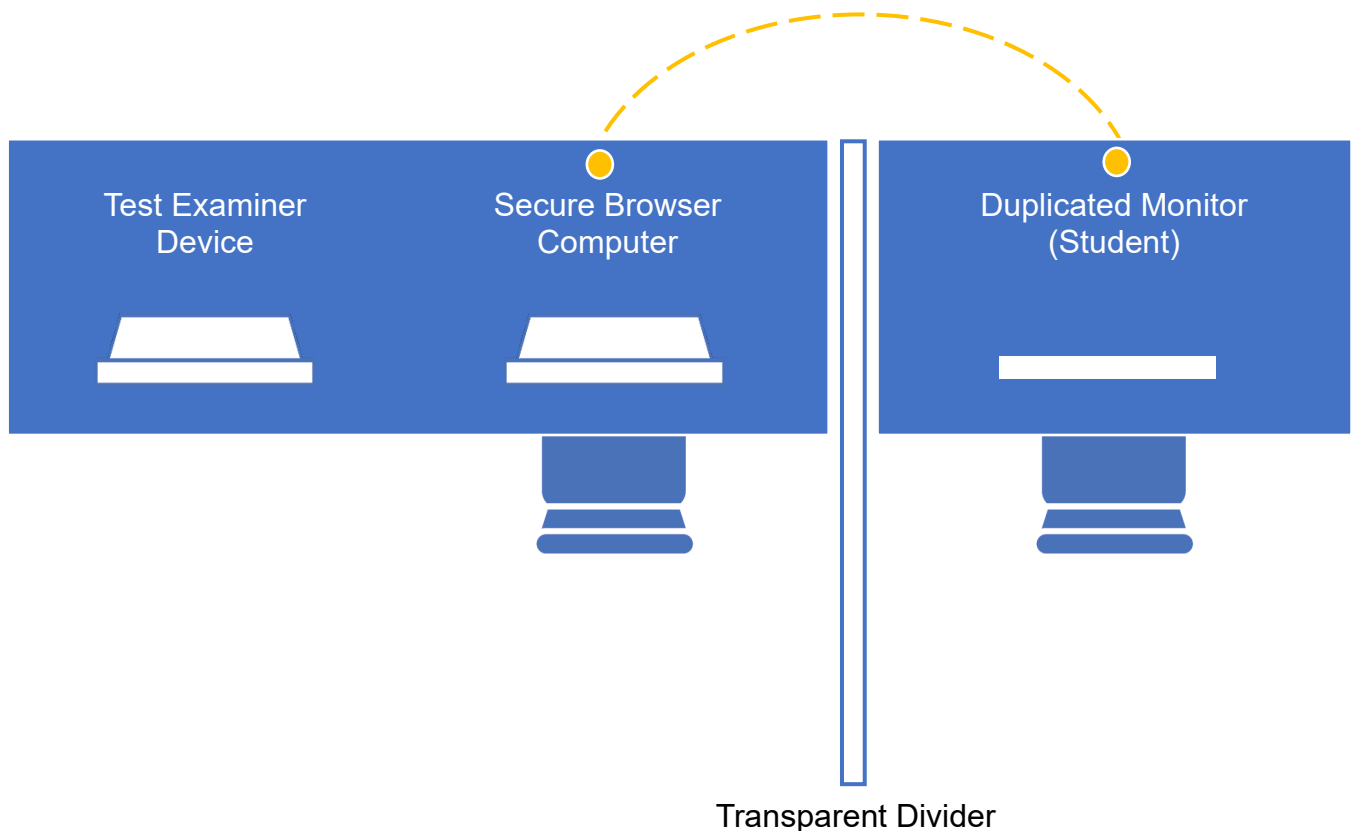 Test Examiner
Device
Secure Browser
Computer
Duplicated Monitor
(Student)
Transparent Divider